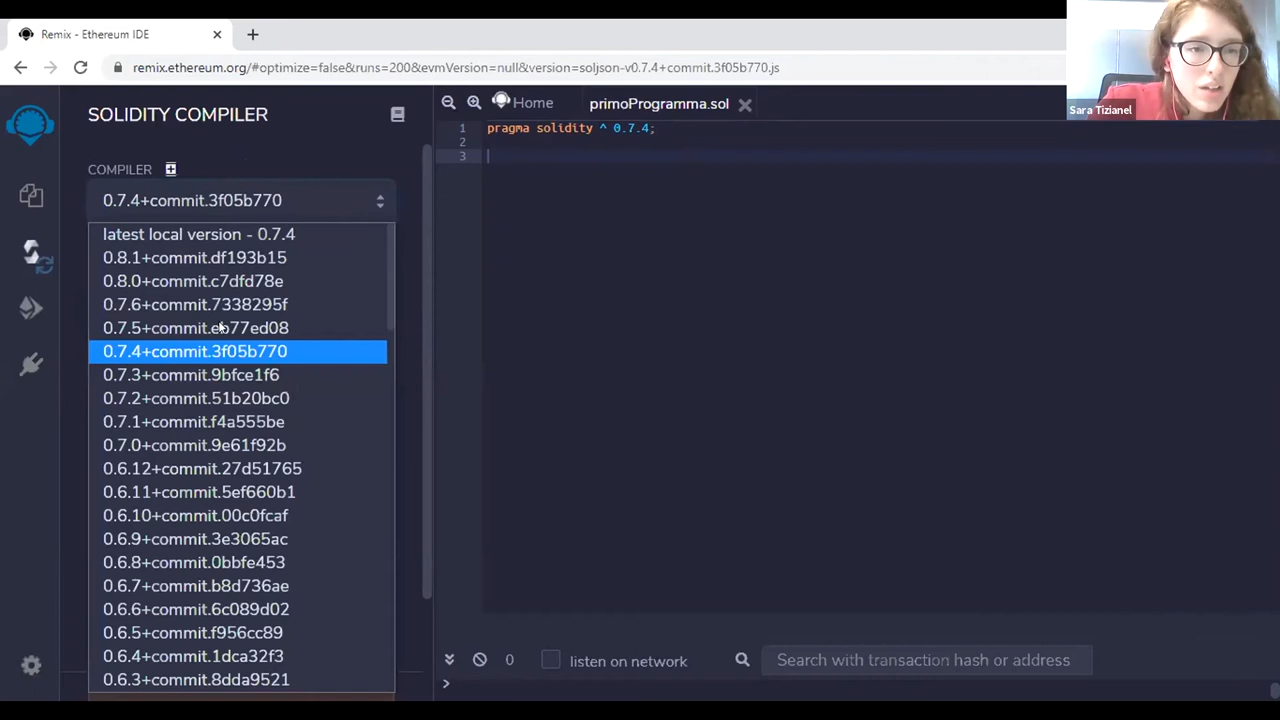 Remix - Ethereum IDE
remix.ethereum.org/#optimize=false&runs=200&evmVersion=null&version=soljson-v0.7.4+commit.3f05b770.js
Sara Tizianel
SOLIDITY COMPILER
COMPILER
0.7.4+commit.3f05b770
latest local version - 0.7.4
0.8.1+commit.df193b15
0.8.0+commit.c7dfd78e
0.7.6+commit.7338295f
0.7.5+commit.eb77ed08
0.7.4+commit.3f05b770
0.7.3+commit.9bfce1f6
0.7.2+commit.51b20bc0
0.7.1+commit.f4a555be
0.7.0+commit.9e61f92b
0.6.12+commit.27d51765
0.6.11+commit.5ef660b1
0.6.10+commit.00c0fcaf
0.6.9+commit.3e3065ac
0.6.8+commit.0bbfe453
0.6.7+commit.b8d736ae
0.6.6+commit.6c089d02
0.6.5+commit.f956cc89
0.6.4+commit.1dca32f3
0.6.3+commit.8dda9521
Home
primoProgramma.sol
1 pragma solidity ^ 0.7.4;
2
3
0
listen on network
Search with transaction hash or address
>